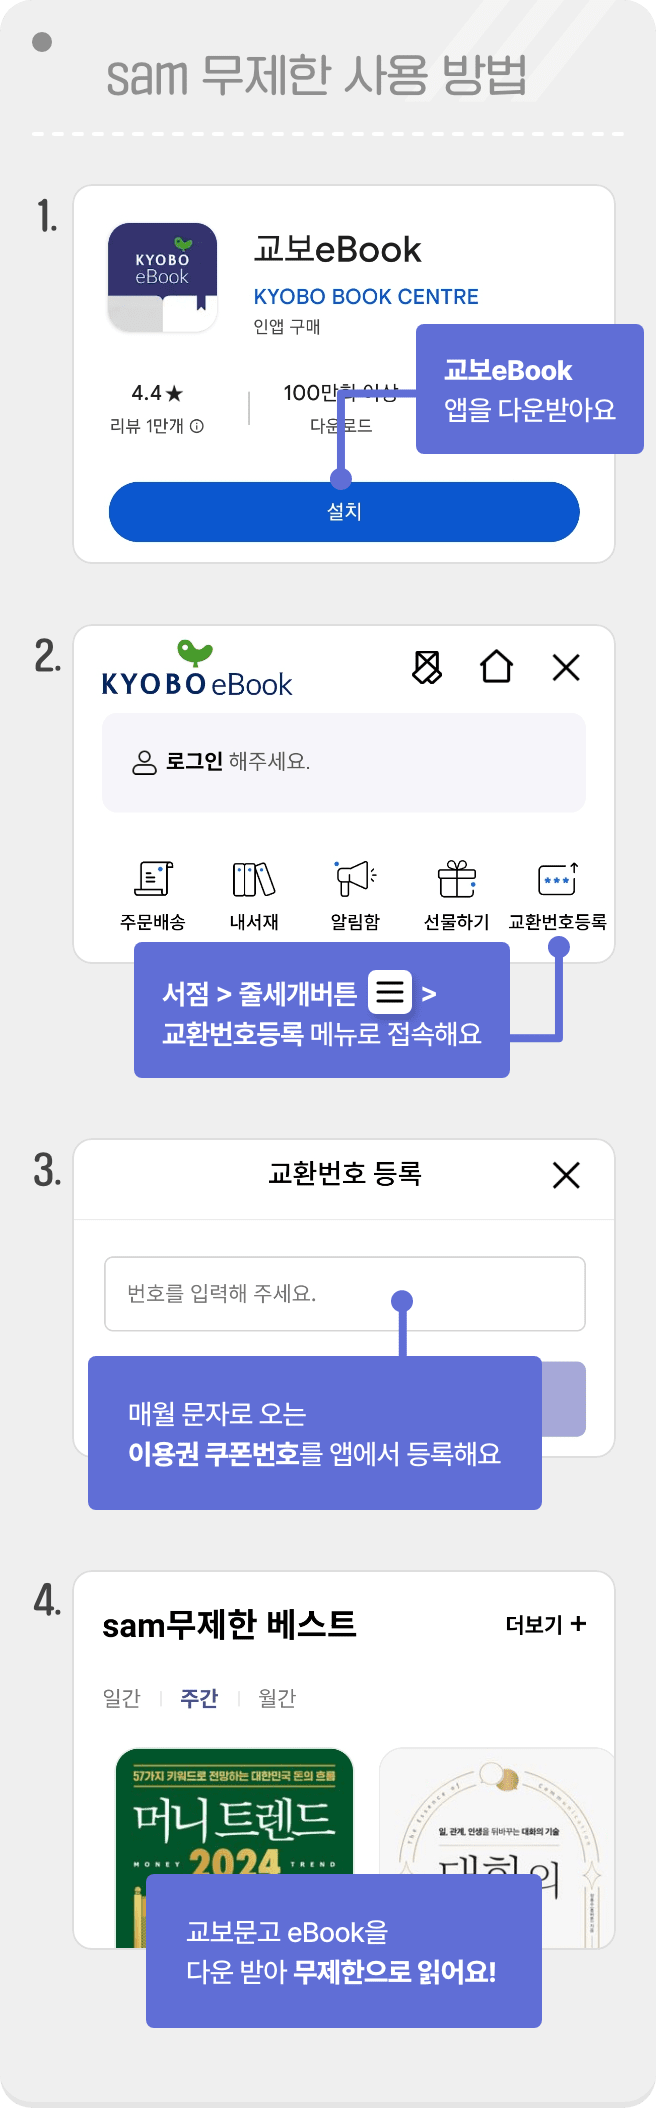 sam 무제한 사용 방법
1.
KYOBO
eBook
교보eBook
KYOBO BOOK CENTRE
인앱 구매
4.4★
리뷰 1만개
100만회 이상
다운로드
교보eBook
앱을 다운받아요
설치
2.
KYOBO eBook
로그인 해주세요.
주문배송
내서재
알림함
선물하기
교환번호등록
서점 > 줄세개버튼 >
교환번호등록 메뉴로 접속해요
3.
교환번호 등록
번호를 입력해 주세요.
매월 문자로 오는
이용권 쿠폰번호를 앱에서 등록해요
4.
sam무제한 베스트
더보기 +
일간
주간
월간
57가지 키워드로 전망하는 대한민국 돈의 흐름
머니 트렌드
MONEY 2024 TREND
The Essence of Communication
일, 관계, 인생을 뒤바꾸는 대화의 기술
대화의
교보문고 eBook을
다운 받아 무제한으로 읽어요!